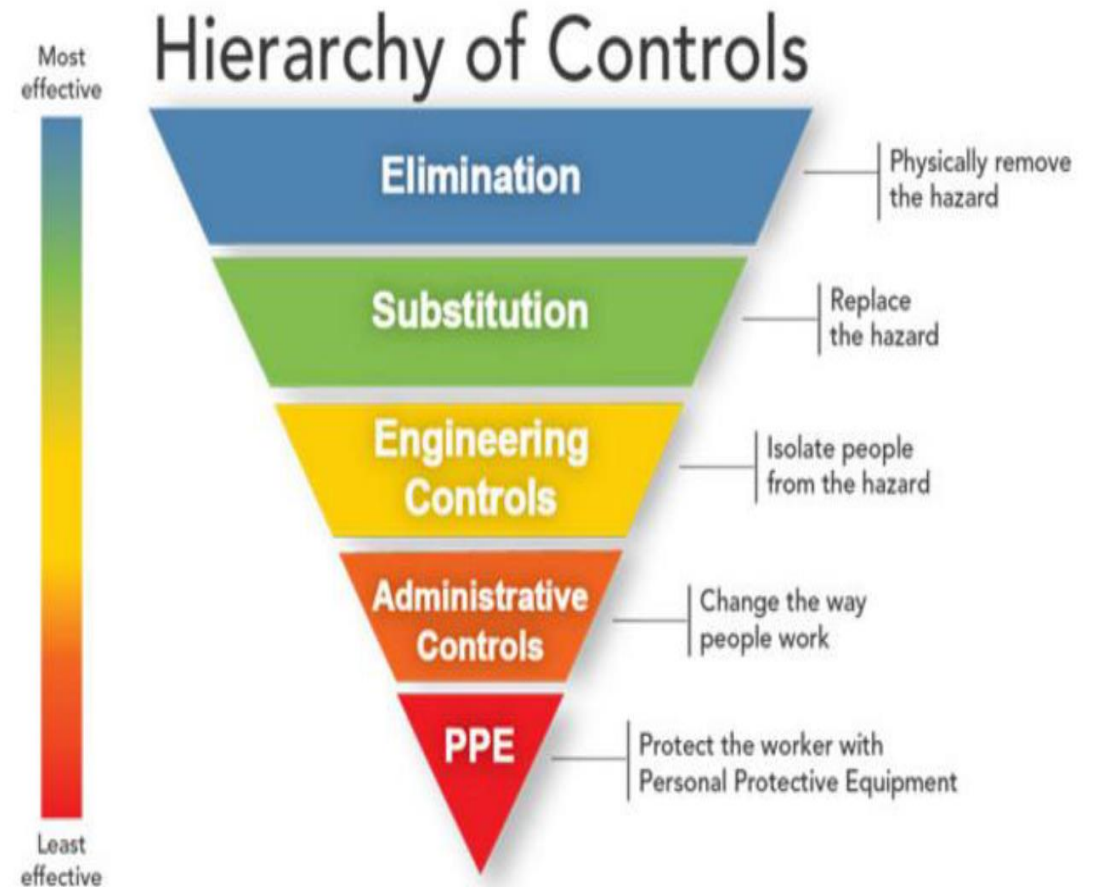 Hierarchy of Controls
Most
effective
Elimination
Physically remove
the hazard
Substitution
Replace
the hazard
Engineering
Controls
Isolate people
from the hazard
Administrative
Controls
Change the way
people work
PPE
Protect the worker with
Personal Protective Equipment
Least
effective